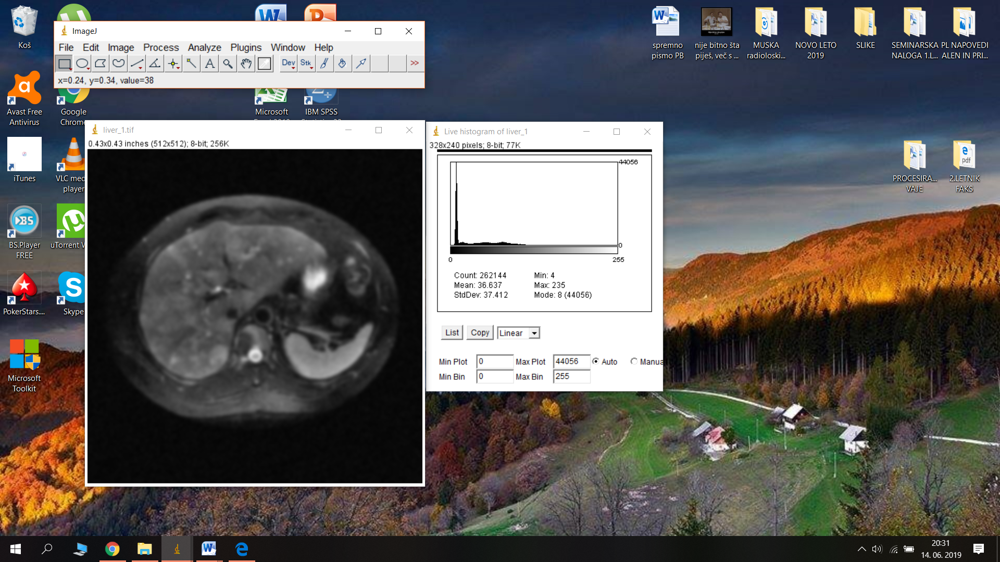 Koš
spremno
pismo PB
nije bitno šta
piješ, več s ...
MUSKA
radioloski...
NOVO LETO
2019
SLIKE
SEMINARSKA
NALOGA 1.L...
PL NAPOVEDI
ALEN IN PRI...
ImageJ
File Edit Image Process Analyze Plugins Window Help
Dev Stk >>
x=0.24, y=0.34, value=38
Avast Free
Antivirus
Google
Chrome
Microsoft
IBM SPSS
liver_1.tif
0.43x0.43 inches (512x512); 8-bit; 256K
Live histogram of liver_1
328x240 pixels; 8-bit; 77K
44056
0
0 255
Count: 262144 Min: 4
Mean: 36.637 Max: 235
StdDev: 37.412 Mode: 8 (44056)
List Copy Linear
Min Plot 0 Max Plot 44056 Auto Manua
Min Bin 0 Max Bin 255
iTunes
VLC med
player
PROCESIRA...
VAJE
pdf
2.LETNIK
FAKS
BS
BS.Player
FREE
uTorrent W
PokerStars....
Skype
Microsoft
Toolkit
20:31
14. 06. 2019